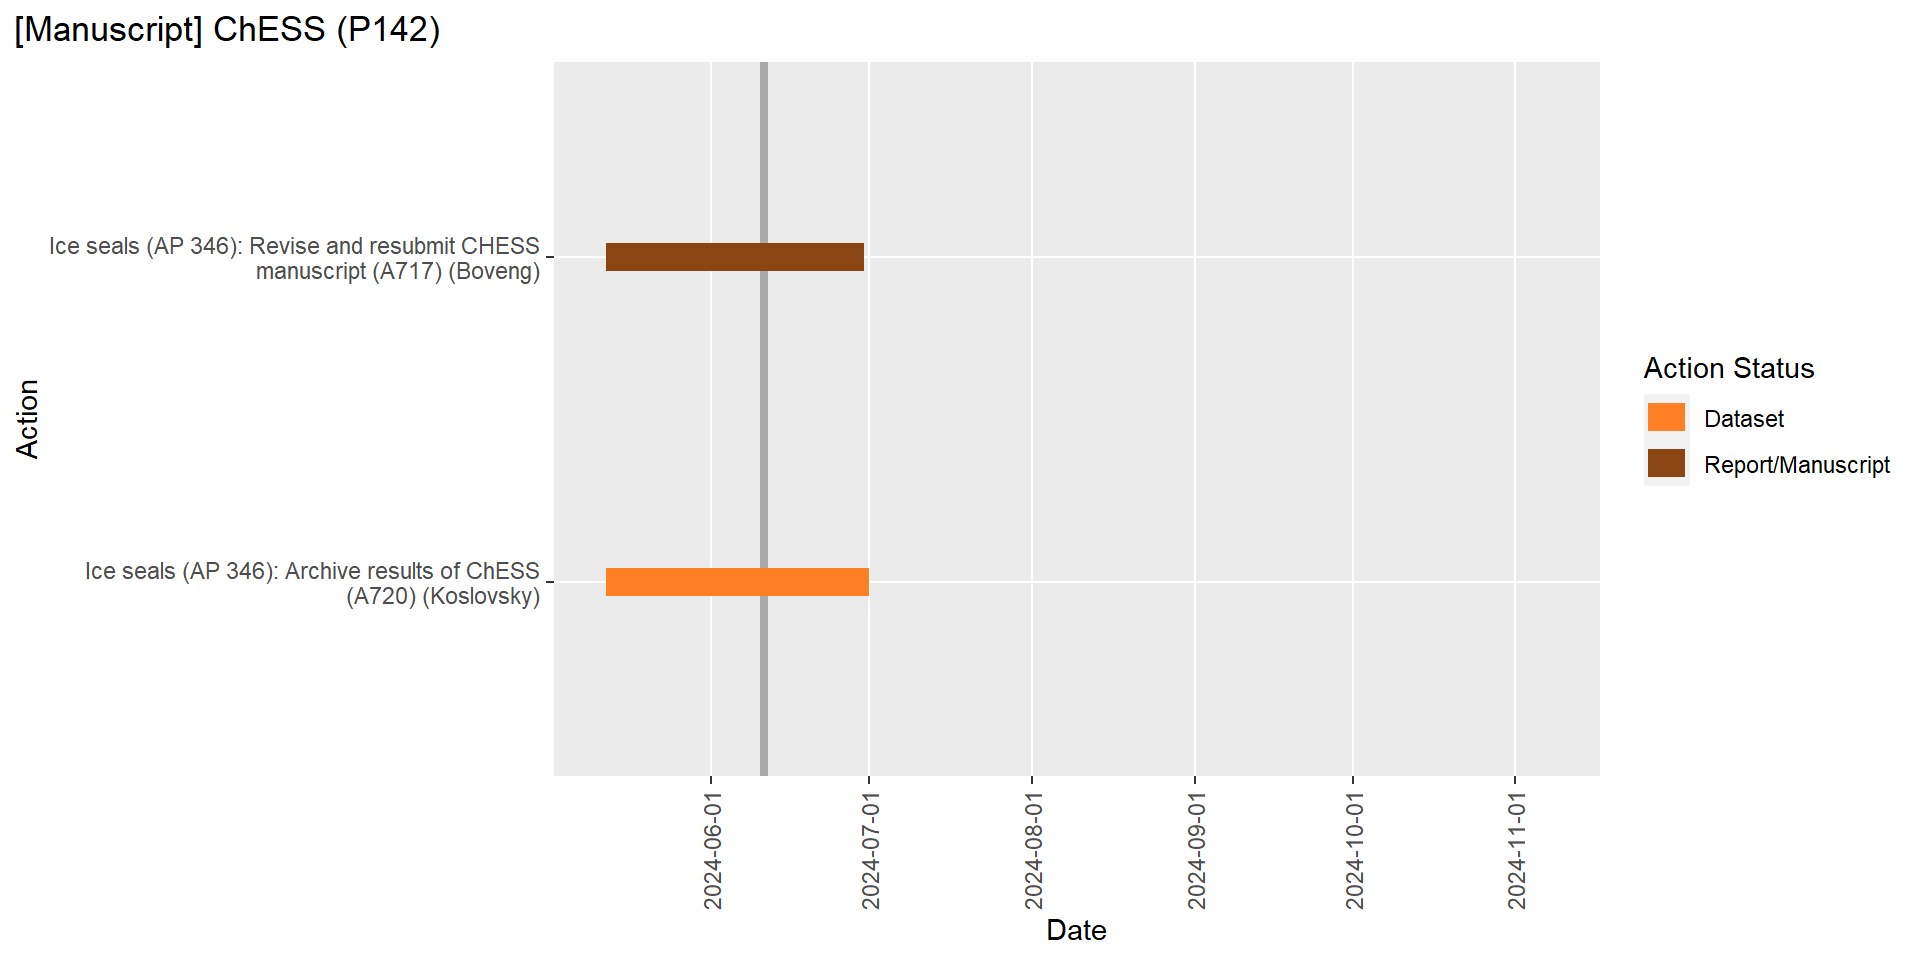 [Manuscript] ChESS (P142)
Action
Ice seals (AP 346): Revise and resubmit CHESS
manuscript (A717) (Boveng)
Ice seals (AP 346): Archive results of ChESS
(A720) (Koslovsky)
2024-06-01
2024-07-01
2024-08-01
2024-09-01
2024-10-01
2024-11-01
Date
Action Status
Dataset
Report/Manuscript